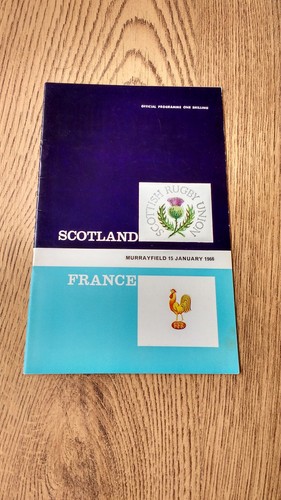 OFFICIAL PROGRAMME ONE SHILLING
SCOTTISH RUGBY UNION
SCOTLAND
MURRAYFIELD 15 JANUARY 1966
FRANCE